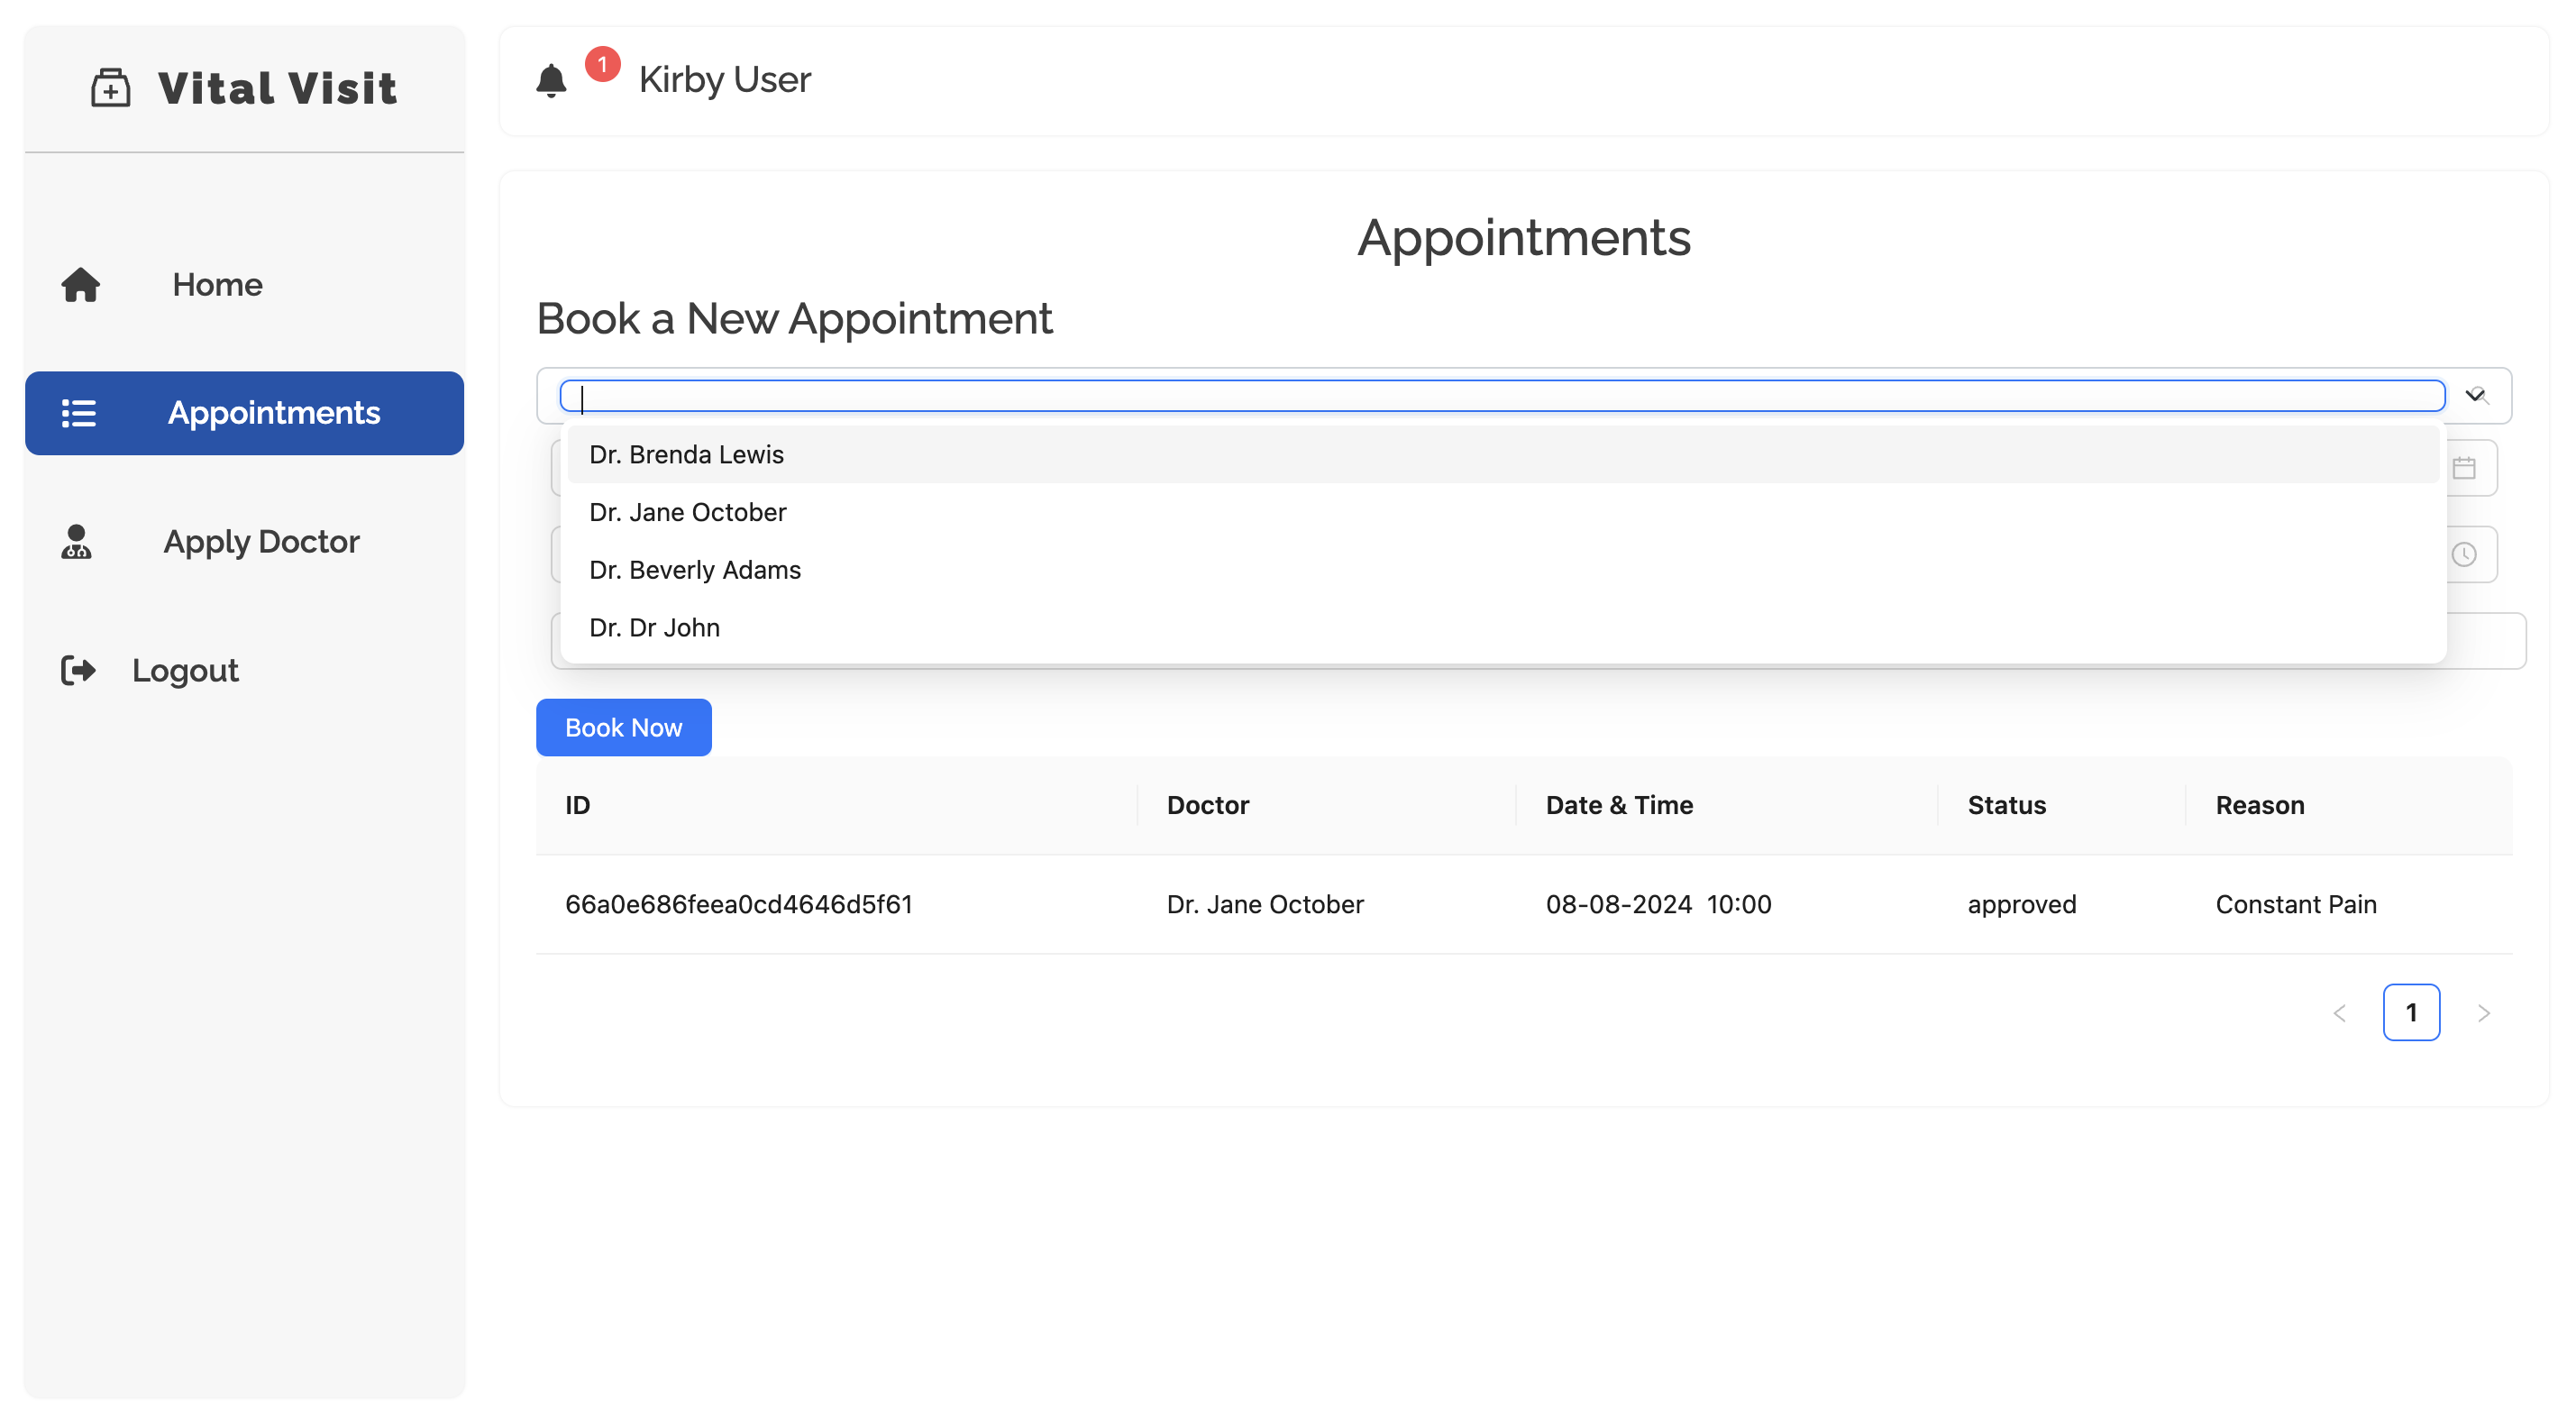 Vital Visit
Home
Appointments
Apply Doctor
Logout
1
Kirby User
Appointments
Book a New Appointment
Dr. Brenda Lewis
Dr. Jane October
Dr. Beverly Adams
Dr. Dr John
Book Now
ID Doctor Date & Time Status Reason
66a0e686feea0cd4646d5f61 Dr. Jane October 08-08-2024 10:00 approved Constant Pain
1